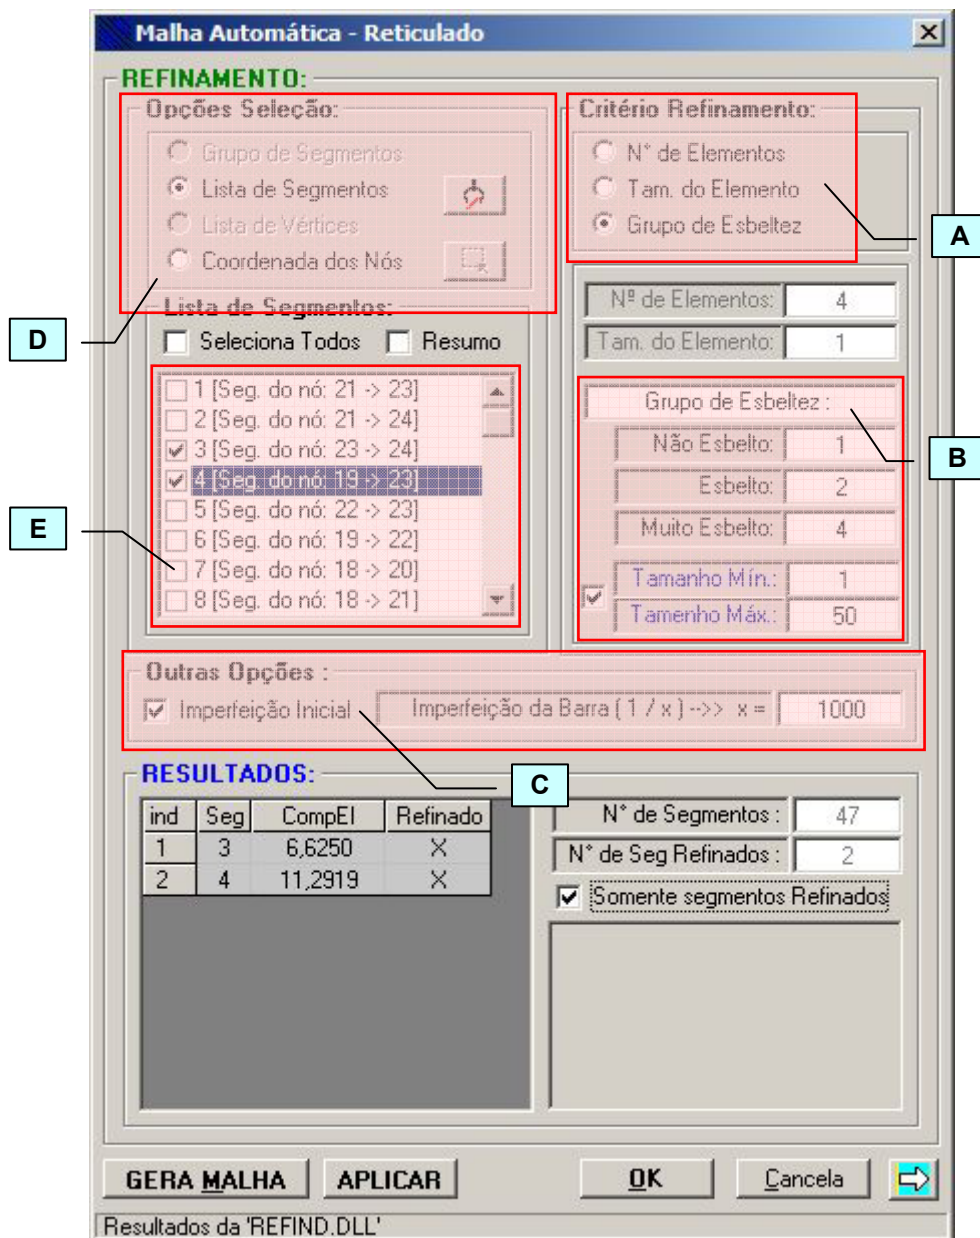 Malha Automática - Reticulado
REFINAMENTO:
Opções Seleção:
Grupo de Segmentos
Lista de Segmentos
Lista de Vértices
Coordenada dos Nós
Critério Refinamento:
N° de Elementos
Tam. do Elemento
Grupo de Esbeltez
A
D
Lista de Segmentos:
Seleciona Todos Resumo
1 [Seg. do nó: 21 -> 23]
2 [Seg. do nó: 21 -> 24]
3 [Seg. do nó: 23 -> 24]
4 [Seg. do nó: 19 -> 23]
5 [Seg. do nó: 22 -> 23]
6 [Seg. do nó: 19 -> 22]
7 [Seg. do nó: 18 -> 20]
8 [Seg. do nó: 18 -> 21]
E
Nº de Elementos: 4
Tam. do Elemento: 1
Grupo de Esbeltez :
Não Esbelto: 1
Esbelto: 2
Muito Esbelto: 4
Tamanho Mín.: 1
Tamenho Máx.: 50
B
Outras Opções :
Imperfeição Inicial Imperfeição da Barra ( 1 / x ) -->> x = 1000
C
RESULTADOS:
ind Seg CompEl Refinado
1 3 6,6250 X
2 4 11,2919 X
N° de Segmentos : 47
N° de Seg Refinados : 2
Somente segmentos Refinados
GERA MALHA APLICAR OK Cancela
Resultados da 'REFIND.DLL'